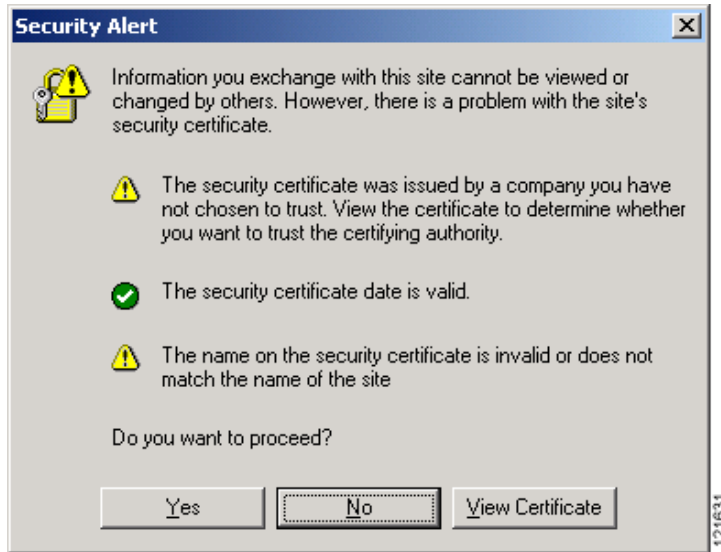 Security Alert
Information you exchange with this site cannot be viewed or
changed by others. However, there is a problem with the site's
security certificate.
The security certificate was issued by a company you have
not chosen to trust. View the certificate to determine whether
you want to trust the certifying authority.
The security certificate date is valid.
The name on the security certificate is invalid or does not
match the name of the site
Do you want to proceed?
Yes
No
View Certificate
121631